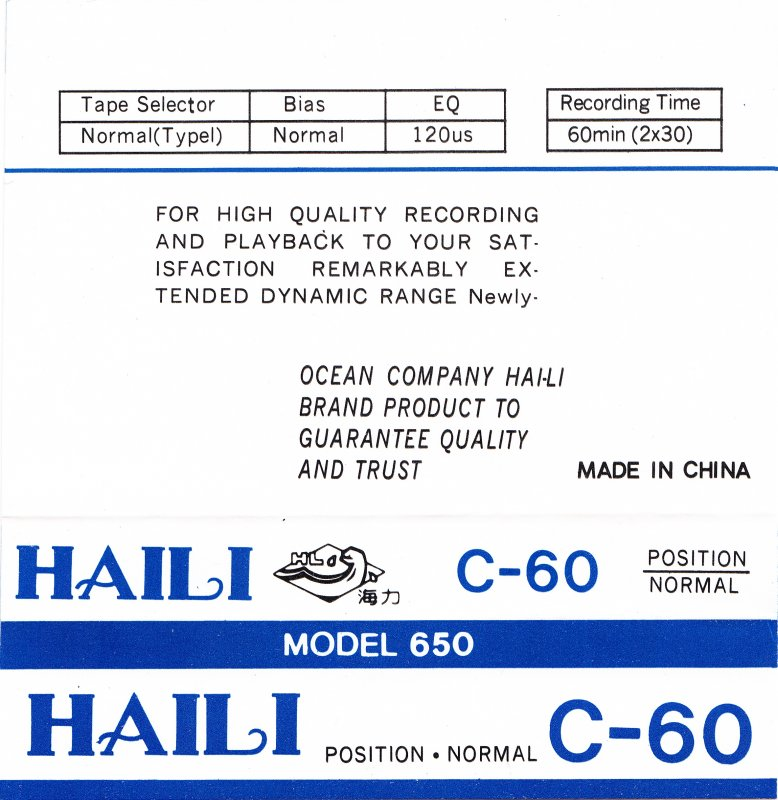 Tape Selector Bias EQ Recording Time
Normal(TypeI) Normal 120us 60min (2x30)
FOR HIGH QUALITY RECORDING
AND PLAYBACK TO YOUR SAT-
ISFACTION REMARKABLY EX-
TENDED DYNAMIC RANGE Newly-
OCEAN COMPANY HAI-LI
BRAND PRODUCT TO
GUARANTEE QUALITY
AND TRUST MADE IN CHINA
HAILI HL 海力 C-60 POSITION
NORMAL
MODEL 650
HAILI POSITION • NORMAL C-60